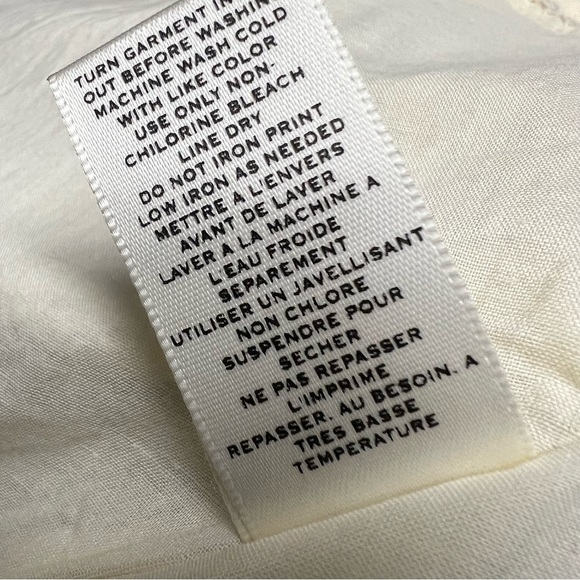 TURN GARMENT IN
OUT BEFORE WASHIN
MACHINE WASH COLD
WITH LIKE COLOR
USE ONLY NON-
CHILORINE BLEACH
LINE DRY
DO NOT IRON PRINT
LOW IRON AS NEEDED
METTRE A L'ENVERS
AVANT DE LAVER
LAVER A LA MACHINE A
L'EAU FROIDE
SEPAREMENT
UTILISER UN JAVELLISANT
NON CHLORE
SUSPENDRE POUR
SECHER
NE PAS REPASSER
L'IMPRIME
REPASSER. AU BESOIN. A
TRES BASSE
TEMPERATURE